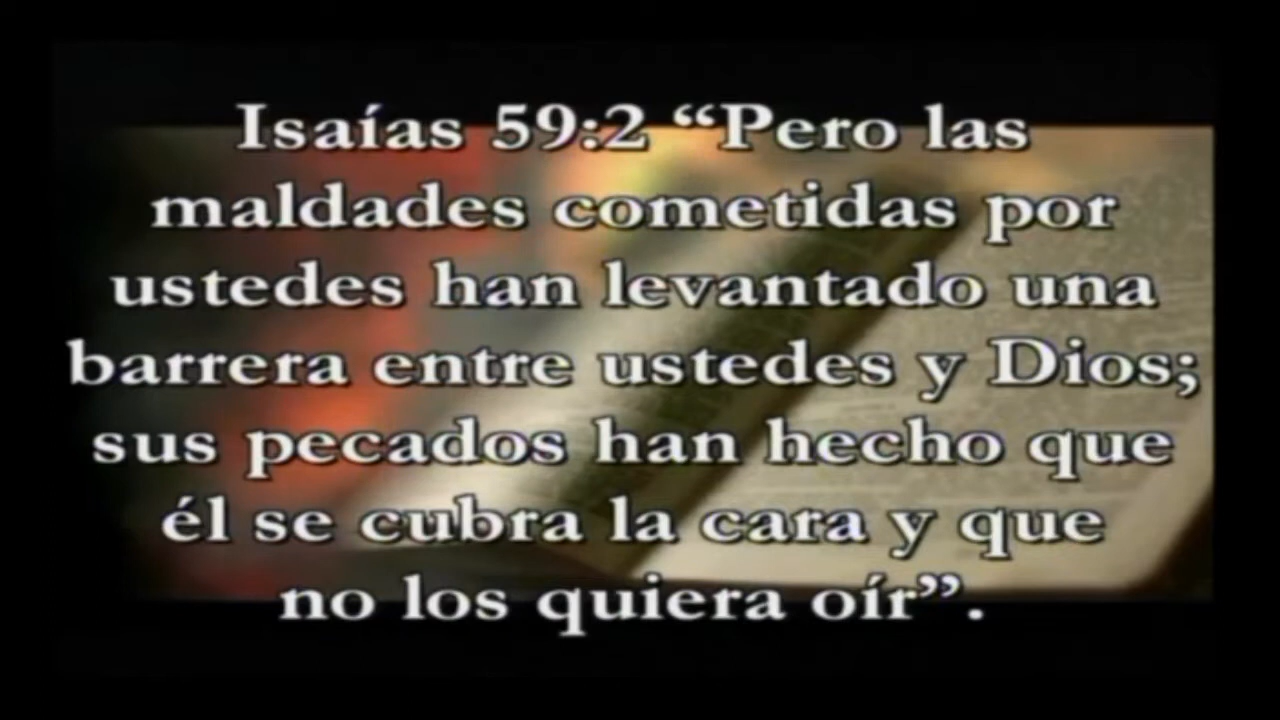 Isaías 59:2 “Pero las
maldades cometidas por
ustedes han levantado una
barrera entre ustedes y Dios;
sus pecados han hecho que
él se cubra la cara y que
no los quiera oír”.